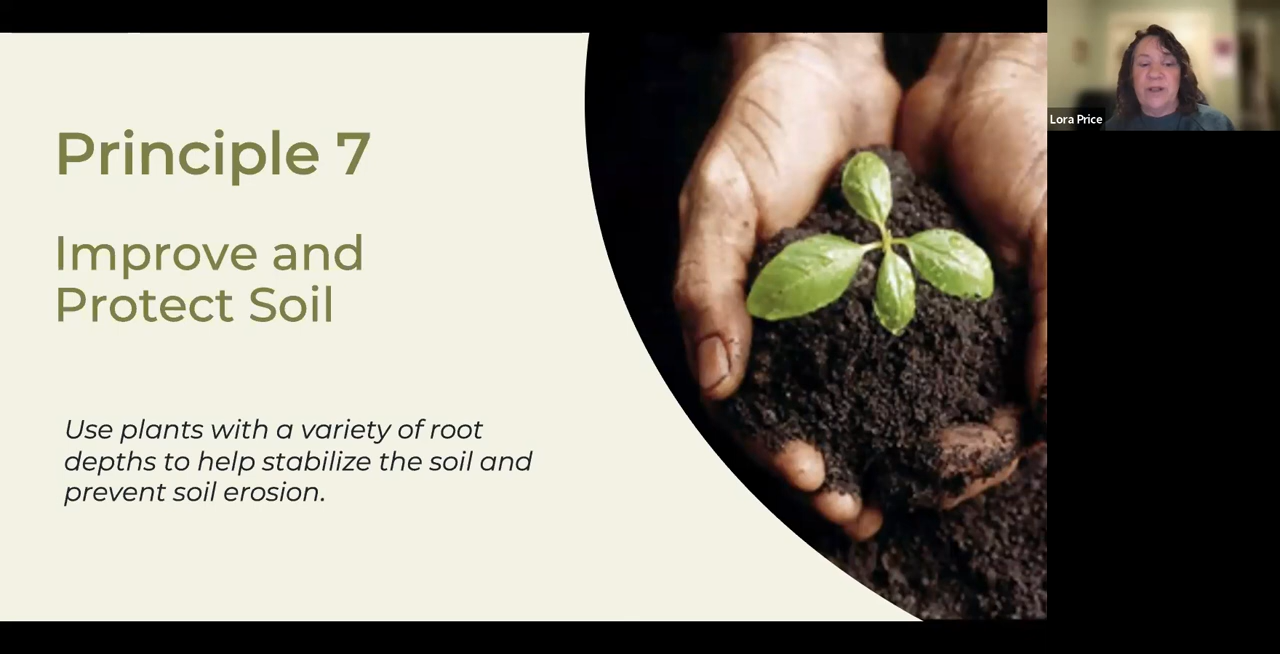 Principle 7
Improve and
Protect Soil
Use plants with a variety of root
depths to help stabilize the soil and
prevent soil erosion.
Lora Price